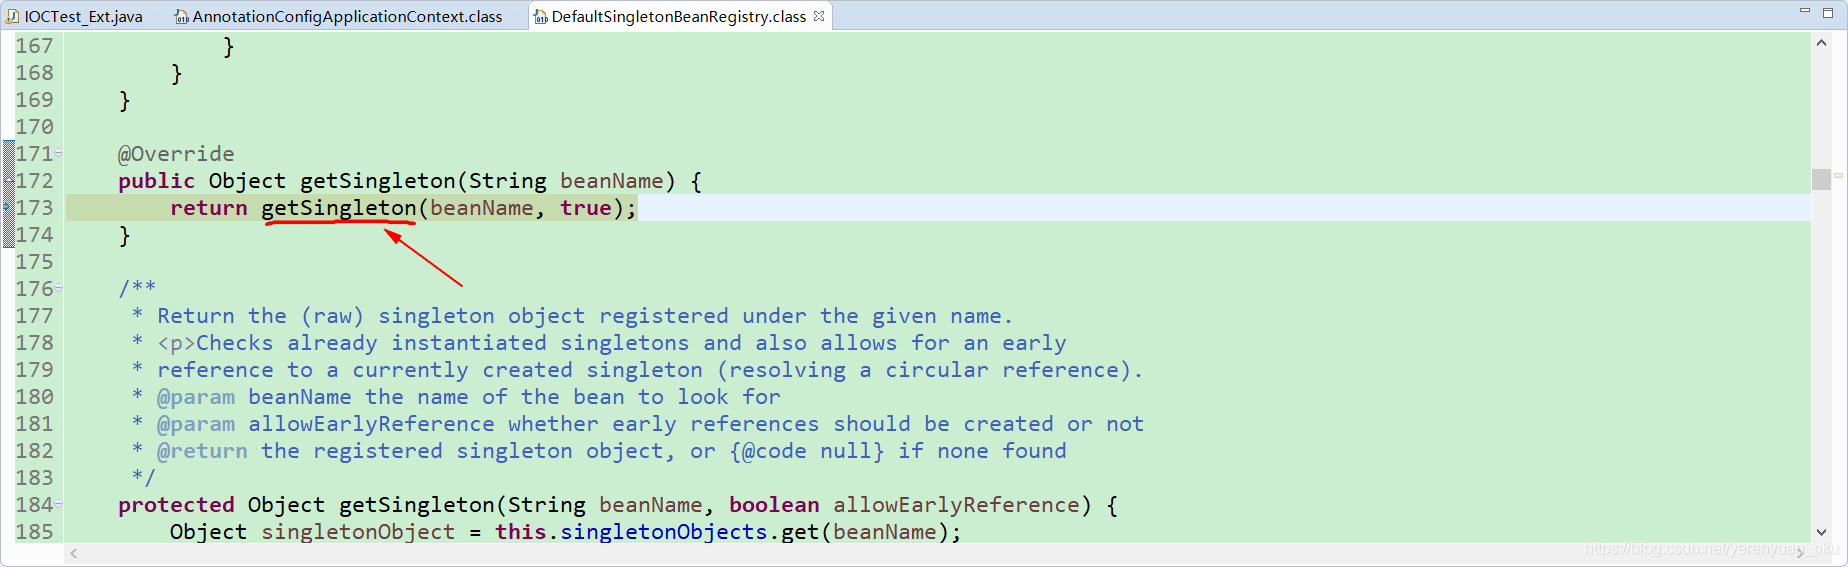 IOCTest_Ext.java AnnotationConfigApplicationContext.class DefaultSingletonBeanRegistry.class
167             }
168         }
169     }
170
171     @Override
172     public Object getSingleton(String beanName) {
173         return getSingleton(beanName, true);
174     }
175
176     /**
177      * Return the (raw) singleton object registered under the given name.
178      * <p>Checks already instantiated singletons and also allows for an early
179      * reference to a currently created singleton (resolving a circular reference).
180      * @param beanName the name of the bean to look for
181      * @param allowEarlyReference whether early references should be created or not
182      * @return the registered singleton object, or {@code null} if none found
183      */
184     protected Object getSingleton(String beanName, boolean allowEarlyReference) {
185         Object singletonObject = this.singletonObjects.get(beanName);
https://blog.csdn.net/yerenyuan_pku